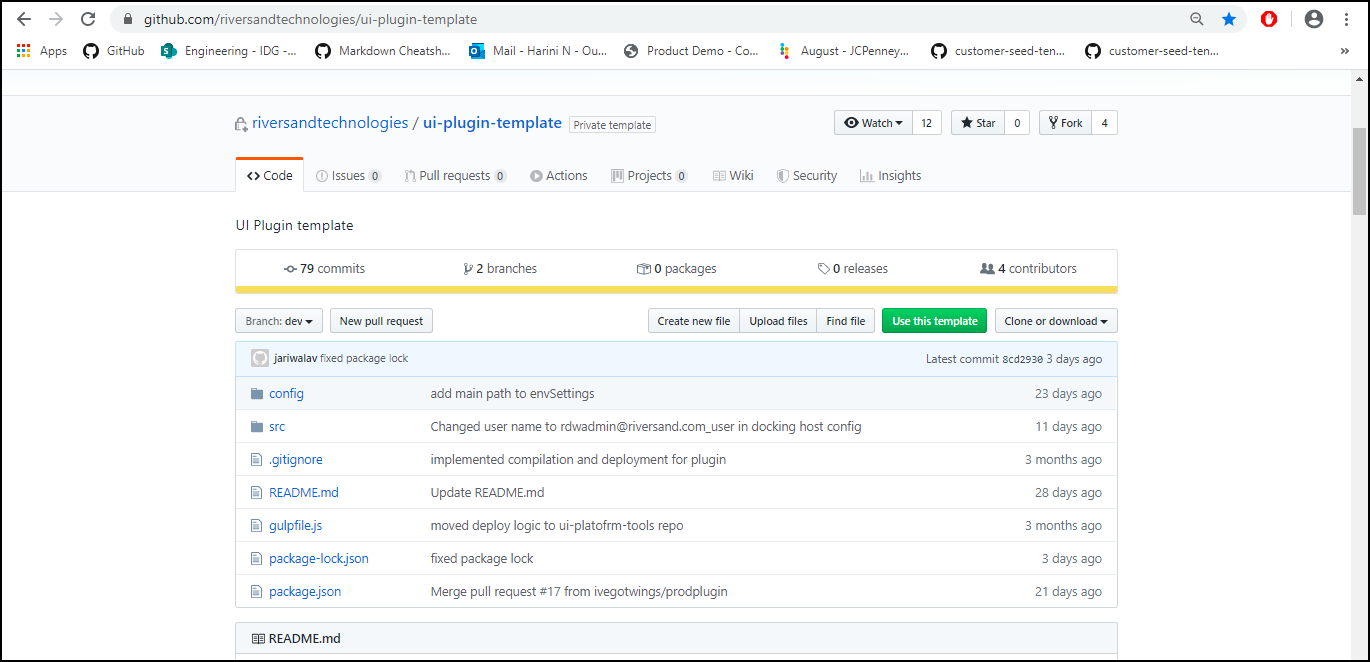 github.com/riversandtechnologies/ui-plugin-template
Apps GitHub Engineering - IDG -... Markdown Cheatsh... Mail - Harini N - Ou... Product Demo - Co... August - JCPenney,... customer-seed-ten... customer-seed-ten... »
riversandtechnologies / ui-plugin-template Private template Watch 12 Star 0 Fork 4
<> Code Issues 0 Pull requests 0 Actions Projects 0 Wiki Security Insights
UI Plugin template
79 commits 2 branches 0 packages 0 releases 4 contributors
Branch: dev New pull request Create new file Upload files Find file Use this template Clone or download
jariwalav fixed package lock Latest commit 8cd2930 3 days ago
config add main path to envSettings 23 days ago
src Changed user name to rdwadmin@riversand.com_user in docking host config 11 days ago
.gitignore implemented compilation and deployment for plugin 3 months ago
README.md Update README.md 28 days ago
gulpfile.js moved deploy logic to ui-platofrm-tools repo 3 months ago
package-lock.json fixed package lock 3 days ago
package.json Merge pull request #17 from ivegotwings/prodplugin 21 days ago
README.md